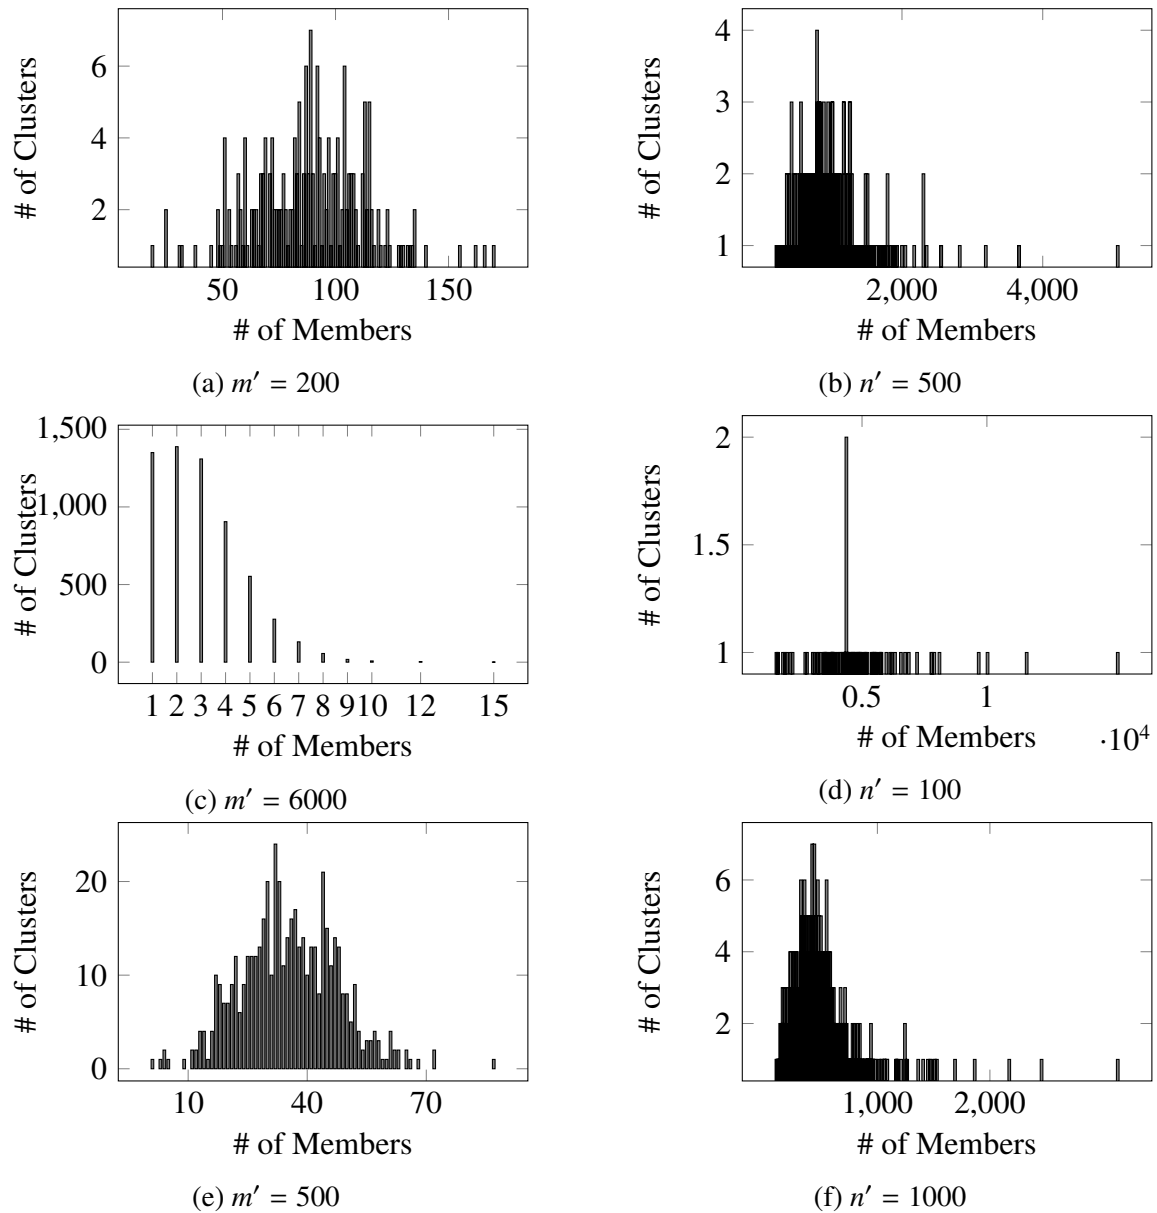 # of Clusters
6
4
2
50 100 150
# of Members
(a) m′ = 200
# of Clusters
4
3
2
1
2,000 4,000
# of Members
(b) n′ = 500
# of Clusters
1,500
1,000
500
0
1 2 3 4 5 6 7 8 9 10 12 15
# of Members
(c) m′ = 6000
# of Clusters
2
1.5
1
0.5 1
# of Members ·10⁴
(d) n′ = 100
# of Clusters
20
10
0
10 40 70
# of Members
(e) m′ = 500
# of Clusters
6
4
2
1,000 2,000
# of Members
(f) n′ = 1000